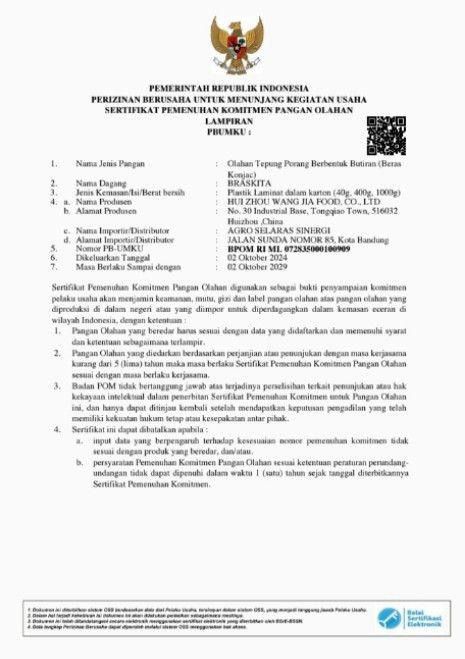 PEMERINTAH REPUBLIK INDONESIA
PERIZINAN BERUSAHA UNTUK MENUNJANG KEGIATAN USAHA
SERTIFIKAT PEMENUHAN KOMITMEN PANGAN OLAHAN
LAMPIRAN
PBUMKU :
1. Nama Jenis Pangan : Olahan Tepung Porang Berbentuk Butiran (Beras
Konjac)
2. Nama Dagang : BRASKITA
3. Jenis Kemasan/Isi/Berat bersih : Plastik Laminat dalam karton (40g, 400g, 1000g)
4. a. Nama Produsen : HUI ZHOU WANG JIA FOOD, CO., LTD
b. Alamat Produsen : No. 30 Industrial Base, Tongqiao Town, 516032
Huizhou ,China
c. Nama Importir/Distributor : AGRO SELARAS SINERGI
d. Alamat Importir/Distributor : JALAN SUNDA NOMOR 85, Kota Bandung
5. Nomor PB-UMKU : BPOM RI ML 072835000100909
6. Dikeluarkan Tanggal : 02 Oktober 2024
7. Masa Berlaku Sampai dengan : 02 Oktober 2029
Sertifikat Pemenuhan Komitmen Pangan Olahan digunakan sebagai bukti penyampaian komitmen
pelaku usaha akan menjamin keamanan, mutu, gizi dan label pangan olahan atas pangan olahan yang
diproduksi di dalam negeri atau yang diimpor untuk diperdagangkan dalam kemasan eceran di
wilayah Indonesia, dengan ketentuan :
1. Pangan Olahan yang beredar harus sesuai dengan data yang didaftarkan dan memenuhi syarat
dan ketentuan sebagaimana terlampir.
2. Pangan Olahan yang diedarkan berdasarkan perjanjian atau penunjukan dengan masa kerjasama
kurang dari 5 (lima) tahun maka masa berlaku Sertifikat Pemenuhan Komitmen Pangan Olahan
sesuai dengan masa berlaku kerjasama.
3. Badan POM tidak bertanggung jawab atas terjadinya perselisihan terkait penunjukan atau hak
kekayaan intelektual dalam penerbitan Sertifikat Pemenuhan Komitmen untuk Pangan Olahan
ini, dan hanya dapat ditinjau kembali setelah mendapatkan keputusan pengadilan yang telah
memiliki kekuatan hukum tetap atau kesepakatan antar pihak.
4. Sertifikat ini dapat dibatalkan apabila :
a. input data yang berpengaruh terhadap kesesuaian nomor pemenuhan komitmen tidak
sesuai dengan produk yang beredar, dan/atau.
b. persyaratan Pemenuhan Komitmen Pangan Olahan sesuai ketentuan peraturan perundang-
undangan tidak dapat dipenuhi dalam waktu 1 (satu) tahun sejak tanggal diterbitkannya
Sertifikat Pemenuhan Komitmen.
1. Dokumen ini diterbitkan sistem OSS berdasarkan data dari Pelaku Usaha, tersimpan dalam sistem OSS, yang menjadi tanggung jawab Pelaku Usaha.
2. Dalam hal terjadi kekeliruan isi dokumen ini akan dilakukan perbaikan sebagaimana mestinya.
3. Dokumen ini telah ditandatangani secara elektronik menggunakan sertifikat elektronik yang diterbitkan oleh BSrE-BSSN.
4. Data lengkap Perizinan Berusaha dapat diperoleh melalui sistem OSS menggunakan hak akses.
Balai
Sertifikasi
Elektronik